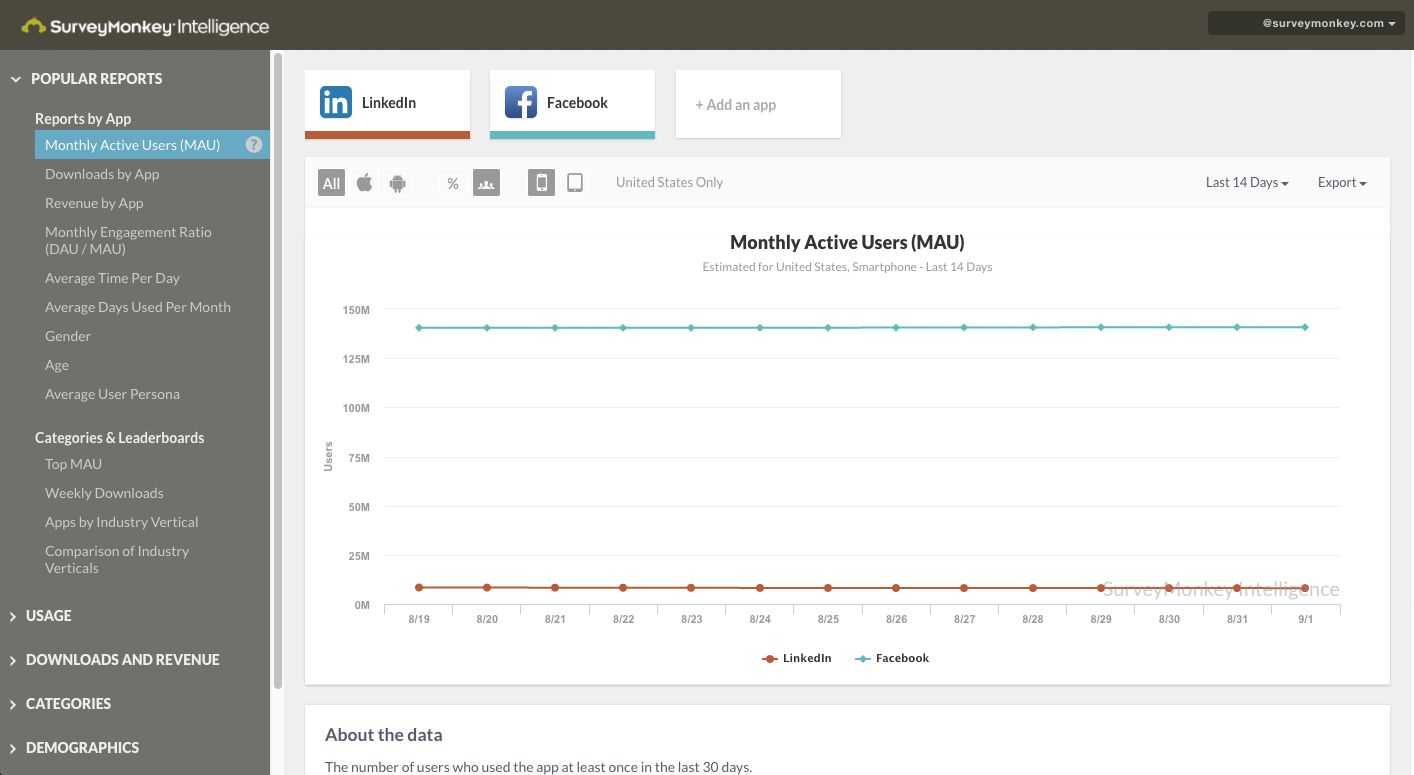 SurveyMonkey Intelligence
@surveymonkey.com
POPULAR REPORTS
Reports by App
Monthly Active Users (MAU) ?
Downloads by App
Revenue by App
Monthly Engagement Ratio
(DAU / MAU)
Average Time Per Day
Average Days Used Per Month
Gender
Age
Average User Persona
Categories & Leaderboards
Top MAU
Weekly Downloads
Apps by Industry Vertical
Comparison of Industry
Verticals
USAGE
DOWNLOADS AND REVENUE
CATEGORIES
DEMOGRAPHICS
in LinkedIn
f Facebook
+ Add an app
All % United States Only Last 14 Days Export
Monthly Active Users (MAU)
Estimated for United States, Smartphone - Last 14 Days
Users
150M
125M
100M
75M
50M
25M
0M
SurveyMonkey Intelligence
8/19 8/20 8/21 8/22 8/23 8/24 8/25 8/26 8/27 8/28 8/29 8/30 8/31 9/1
LinkedIn Facebook
About the data
The number of users who used the app at least once in the last 30 days.